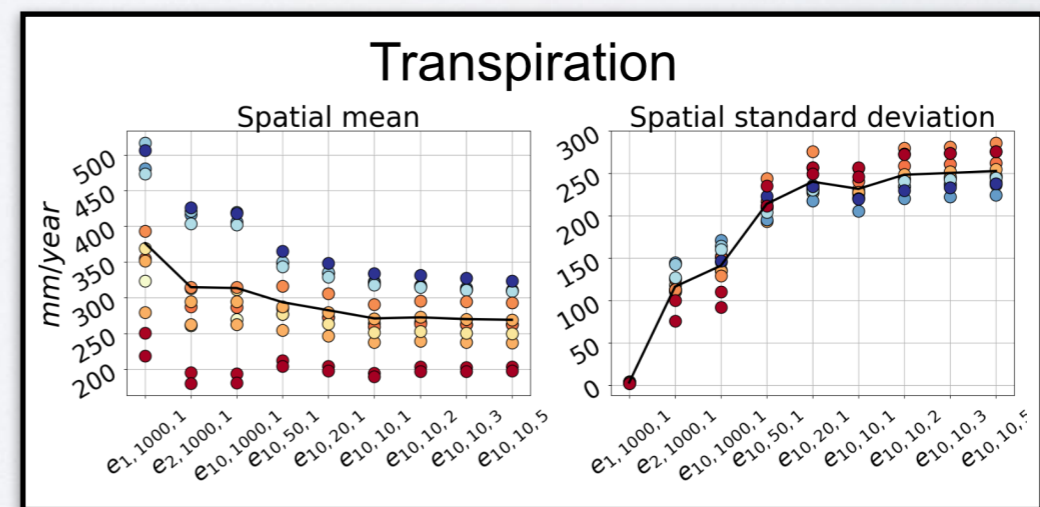 Transpiration
Spatial mean
Spatial standard deviation
mm/year
500
450
400
350
300
250
200
e1, 1000, 1
e2, 1000, 1
e10, 1000, 1
e10, 50, 1
e10, 20, 1
e10, 10, 1
e10, 10, 2
e10, 10, 3
e10, 10, 5
300
250
200
150
100
50
0
e1, 1000, 1
e2, 1000, 1
e10, 1000, 1
e10, 50, 1
e10, 20, 1
e10, 10, 1
e10, 10, 2
e10, 10, 3
e10, 10, 5